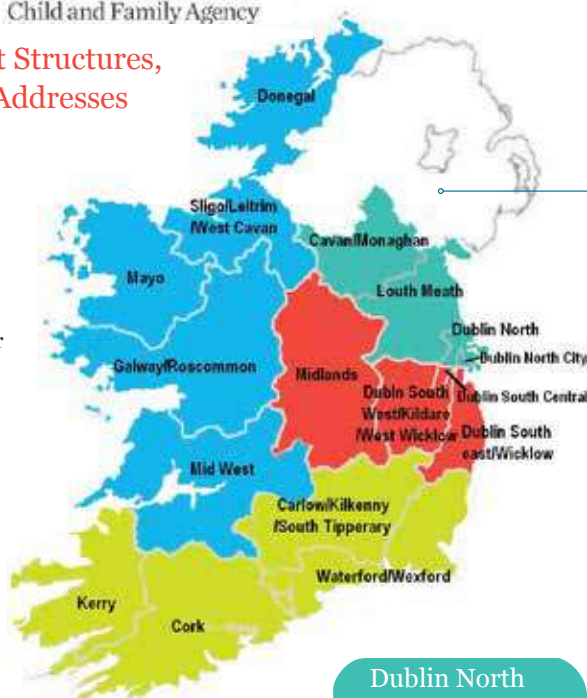 Child and Family Agency
t Structures,
Addresses
Donegal
Sligo/Leitrim
/West Cavan
Cavan/Monaghan
Mayo
Louth Meath
r
Dublin North
Galway/Roscommon
Dublin North City
Midlands
Dubln South
West/Kildare
/West Wicklow
Dublin South Central
Dublin South
east/Wicklow
Mid West
Carlow/Kilkenny
/South Tipperary
Waterford/Wexford
Kerry
Cork
Dublin North